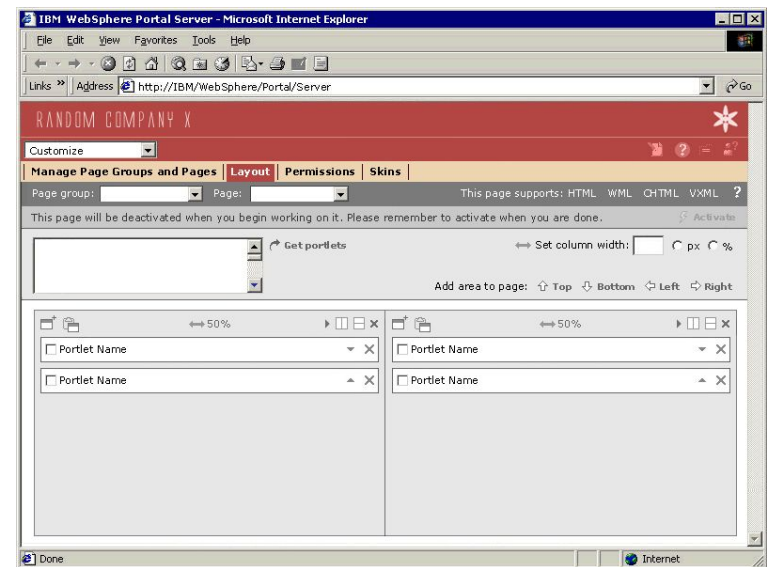 IBM WebSphere Portal Server - Microsoft Internet Explorer
File Edit View Favorites Tools Help
Links » Address http://IBM/WebSphere/Portal/Server Go
RANDOM COMPANY X
Customize ?
Manage Page Groups and Pages Layout Permissions Skins
Page group: Page: This page supports: HTML WML CHTML VXML ?
This page will be deactivated when you begin working on it. Please remember to activate when you are done. Activate
Get portlets Set column width: px %
Add area to page: Top Bottom Left Right
50% 50%
Portlet Name Portlet Name
Portlet Name Portlet Name
Done Internet